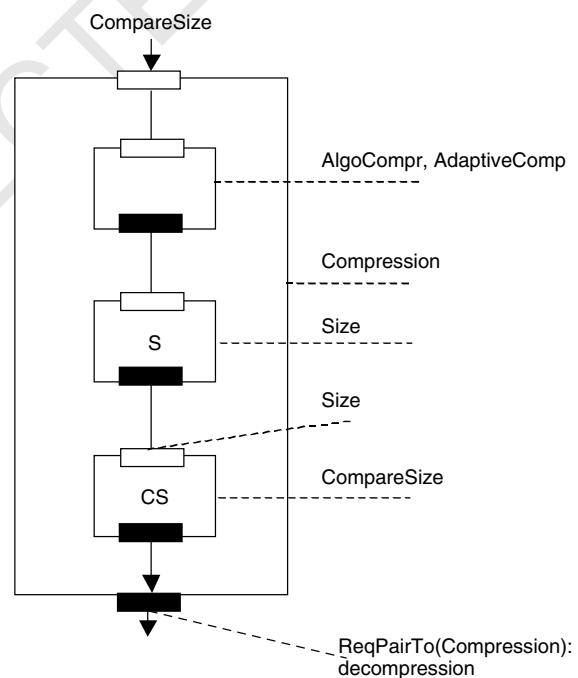 CompareSize
AlgoCompr, AdaptiveComp
Compression
S
Size
Size
CS
CompareSize
ReqPairTo(Compression):
decompression